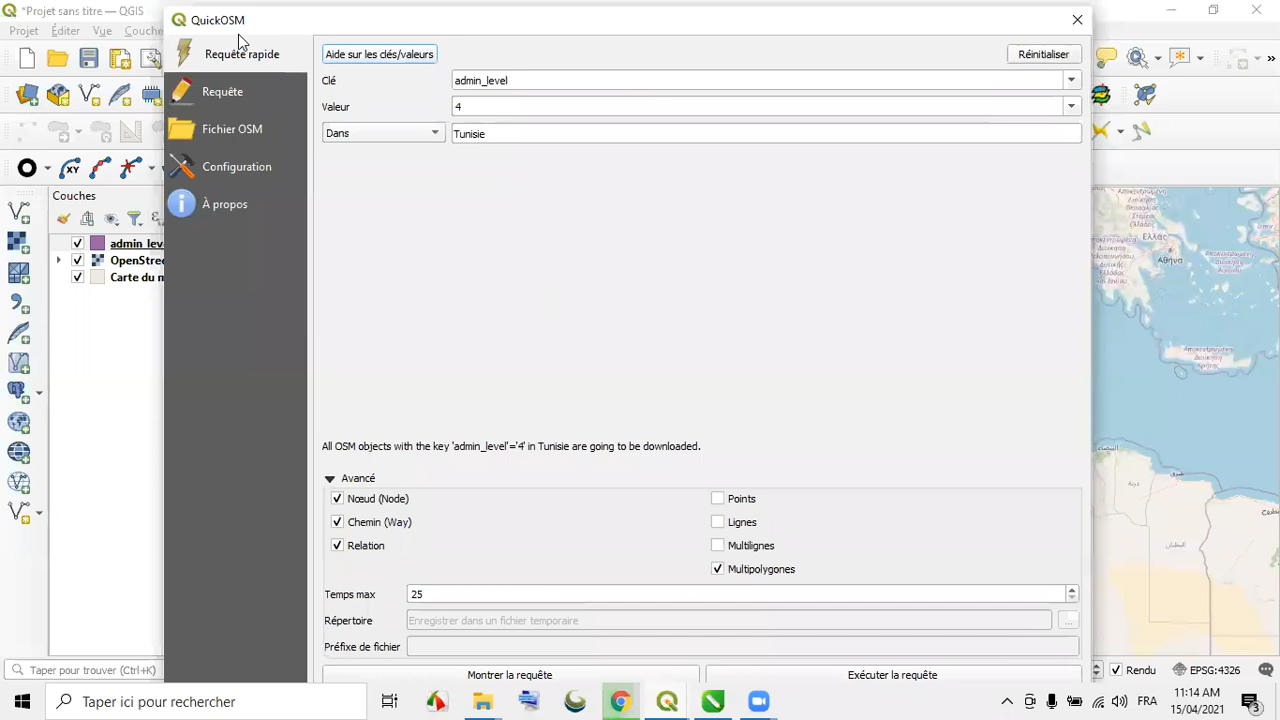 *Projet sans titre — QGIS
QuickOSM
Projet Éditer Vue Couche
Requête rapide
Requête
Fichier OSM
Configuration
À propos
Aide sur les clés/valeurs
Réinitialiser
Clé admin_level
Valeur 4
Dans Tunisie
Couches
admin_leve
OpenStree
Carte du m
Αθήνα
All OSM objects with the key 'admin_level'='4' in Tunisie are going to be downloaded.
Avancé
Nœud (Node) Points
Chemin (Way) Lignes
Relation Multilignes
Multipolygones
Temps max 25
Répertoire Enregistrer dans un fichier temporaire
...
Préfixe de fichier
Montrer la requête Exécuter la requête
Taper pour trouver (Ctrl+K)
Rendu EPSG:4326
Taper ici pour rechercher
FRA
11:14 AM
15/04/2021
3